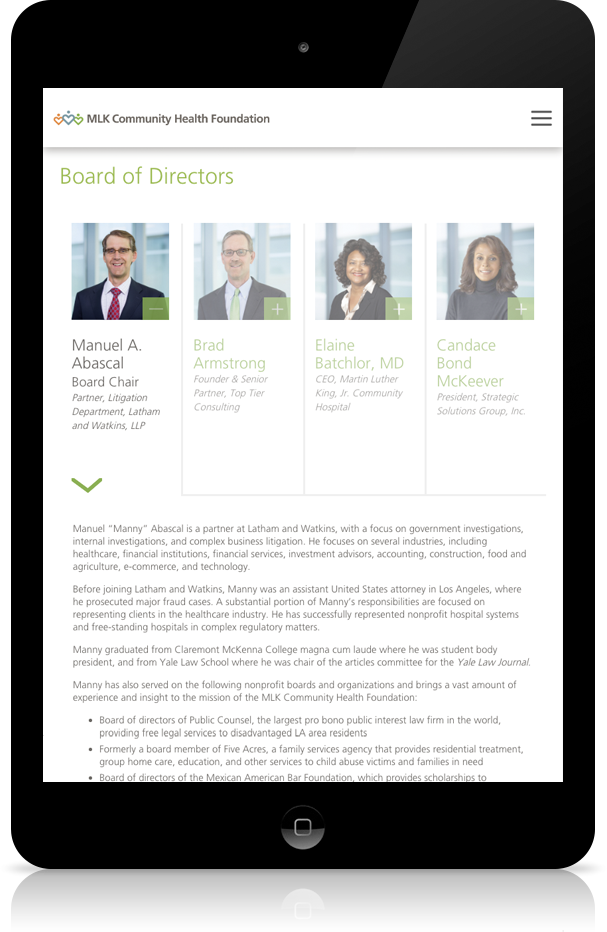 MLK Community Health Foundation
Board of Directors
Manuel A.
Abascal
Board Chair
Partner, Litigation
Department, Latham
and Watkins, LLP
Brad
Armstrong
Founder & Senior
Partner, Top Tier
Consulting
Elaine
Batchlor, MD
CEO, Martin Luther
King, Jr. Community
Hospital
Candace
Bond
McKeever
President, Strategic
Solutions Group, Inc.
Manuel “Manny” Abascal is a partner at Latham and Watkins, with a focus on government investigations,
internal investigations, and complex business litigation. He focuses on several industries, including
healthcare, financial institutions, financial services, investment advisors, accounting, construction, food and
agriculture, e-commerce, and technology.
Before joining Latham and Watkins, Manny was an assistant United States attorney in Los Angeles, where
he prosecuted major fraud cases. A substantial portion of Manny’s responsibilities are focused on
representing clients in the healthcare industry. He has successfully represented nonprofit hospital systems
and free-standing hospitals in complex regulatory matters.
Manny graduated from Claremont McKenna College magna cum laude where he was student body
president, and from Yale Law School where he was chair of the articles committee for the Yale Law Journal.
Manny has also served on the following nonprofit boards and organizations and brings a vast amount of
experience and insight to the mission of the MLK Community Health Foundation:
• Board of directors of Public Counsel, the largest pro bono public interest law firm in the world,
providing free legal services to disadvantaged LA area residents
• Formerly a board member of Five Acres, a family services agency that provides residential treatment,
group home care, education, and other services to child abuse victims and families in need
• Board of directors of the Mexican American Bar Foundation, which provides scholarships to